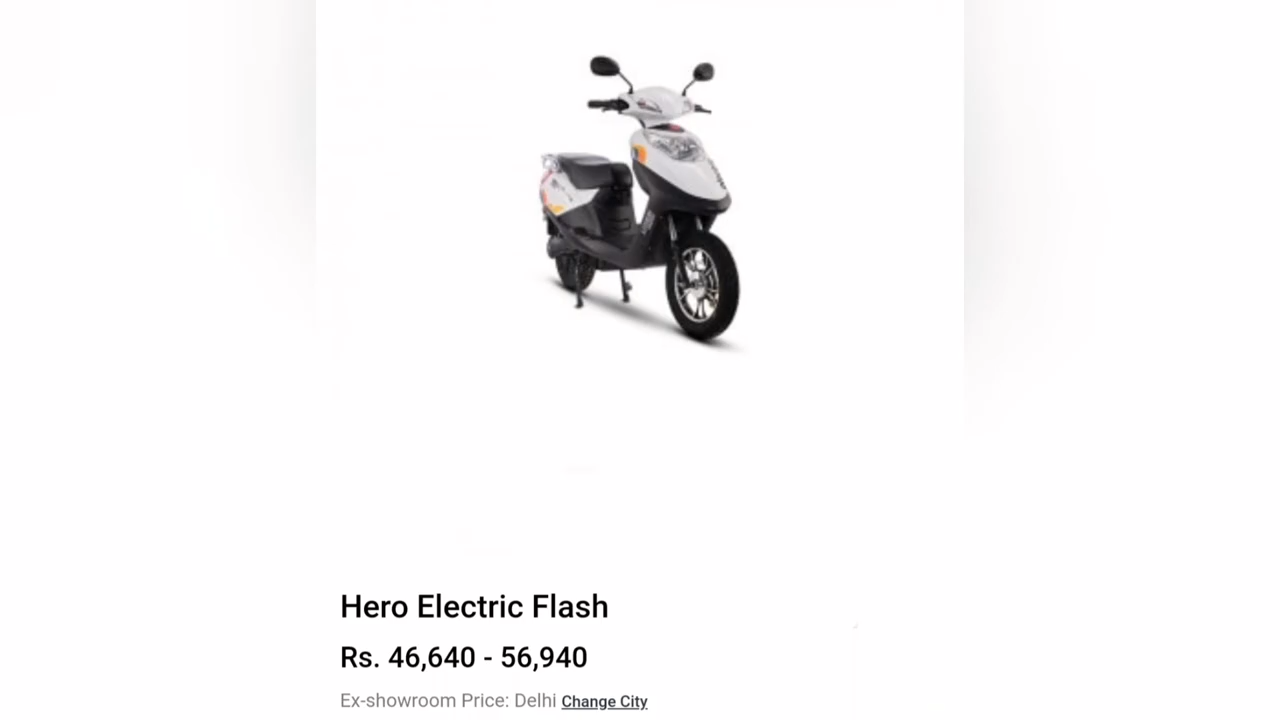 Hero Electric Flash
Rs. 46,640 - 56,940
Ex-showroom Price: Delhi Change City